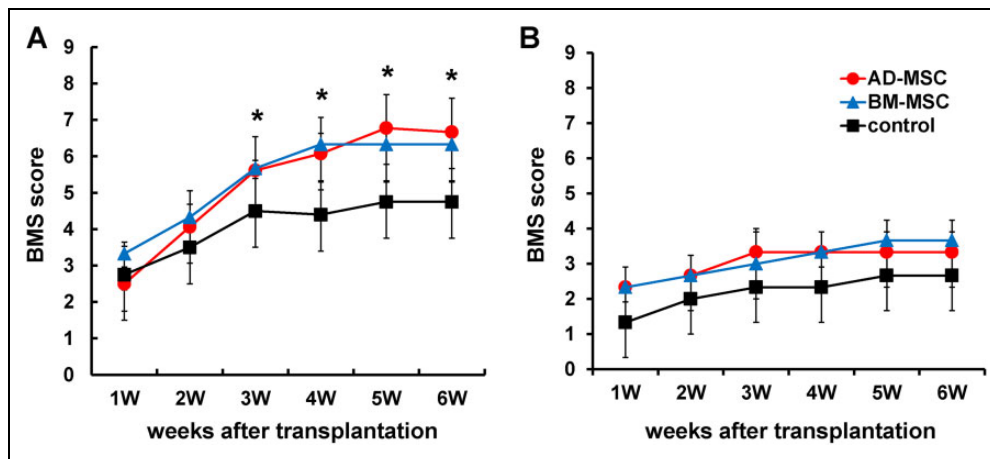 A
BMS score
9
8
7
6
5
4
3
2
1
0
* * * *
1W 2W 3W 4W 5W 6W
weeks after transplantation
B
BMS score
9
8
7
6
5
4
3
2
1
0
AD-MSC
BM-MSC
control
1W 2W 3W 4W 5W 6W
weeks after transplantation